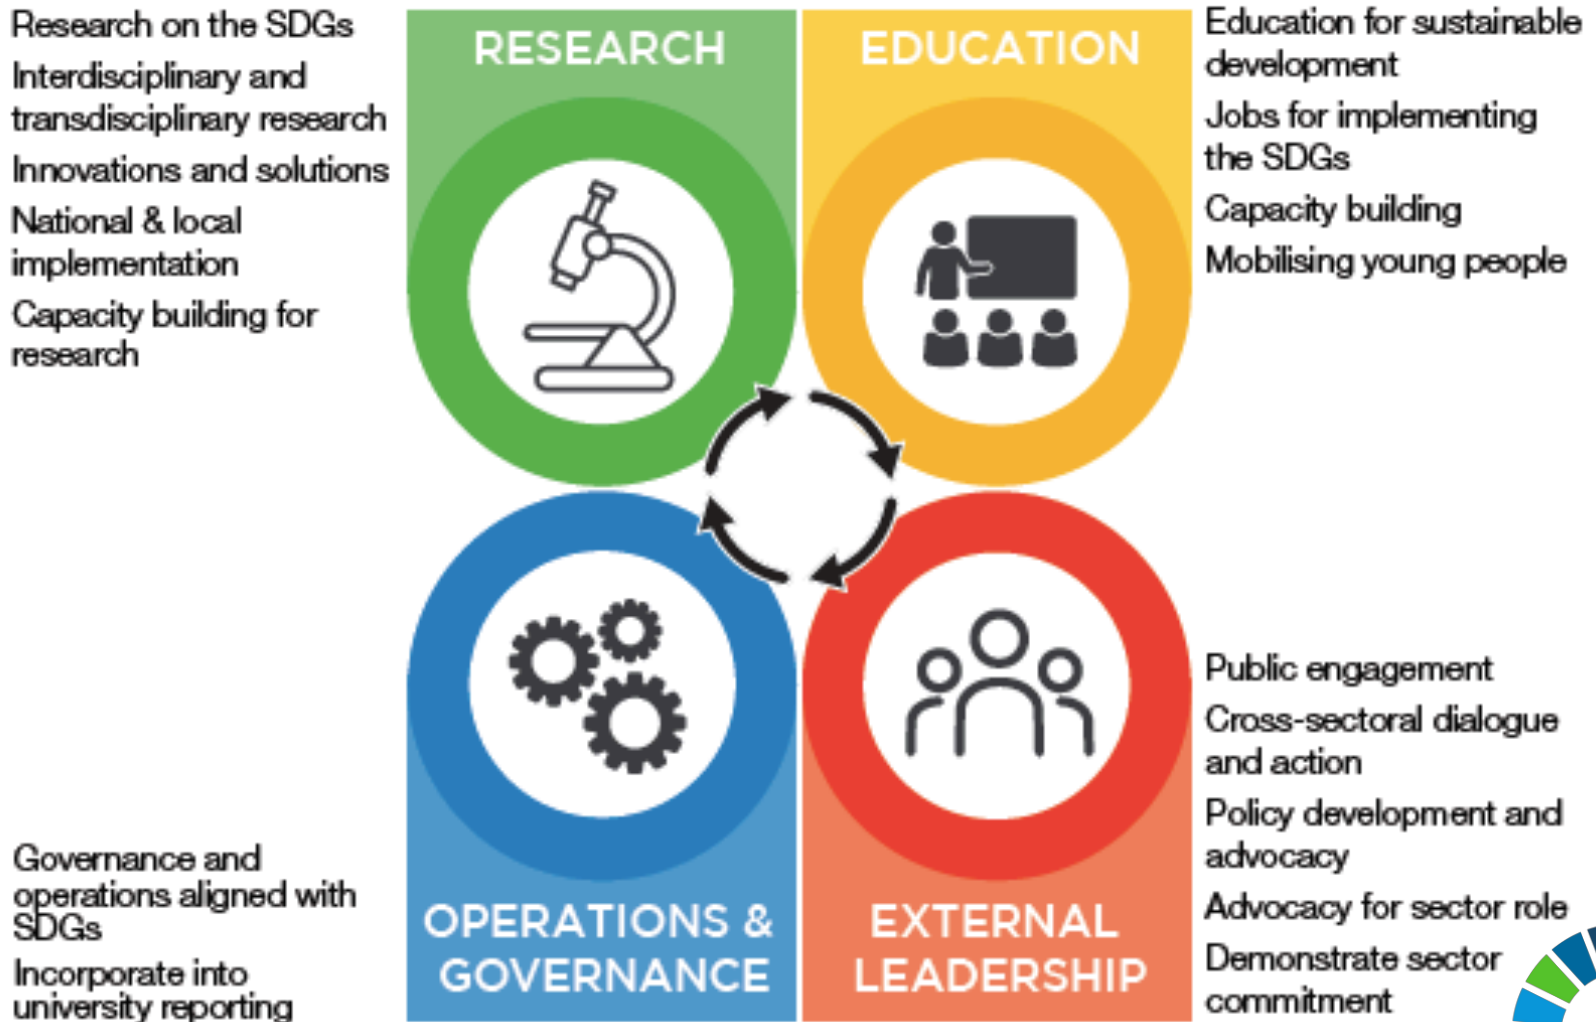 Research on the SDGs
Interdisciplinary and
transdisciplinary research
Innovations and solutions
National & local
implementation
Capacity building for
research
RESEARCH
EDUCATION
Education for sustainable
development
Jobs for implementing
the SDGs
Capacity building
Mobilising young people
Governance and
operations aligned with
SDGs
Incorporate into
university reporting
OPERATIONS &
GOVERNANCE
EXTERNAL
LEADERSHIP
Public engagement
Cross-sectoral dialogue
and action
Policy development and
advocacy
Advocacy for sector role
Demonstrate sector
commitment